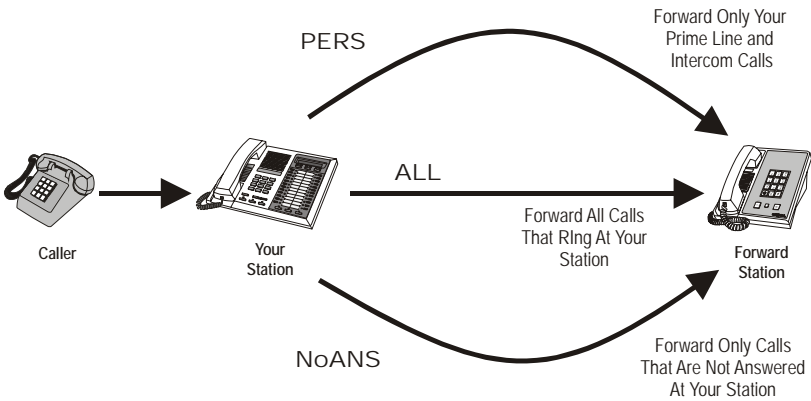 PERS
Forward Only Your
Prime Line and
Intercom Calls
ALL
Forward All Calls
That RIng At Your
Station
Caller
Your
Station
Forward
Station
NoANS
Forward Only Calls
That Are Not Answered
At Your Station